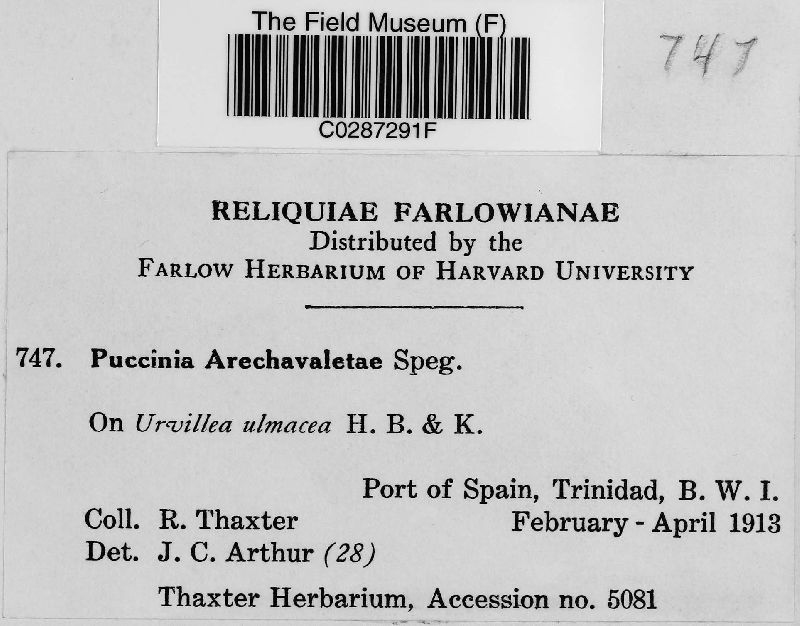 The Field Museum (F)
C0287291F
747
RELIQUIAE FARLOWIANAE
Distributed by the
FARLOW HERBARIUM OF HARVARD UNIVERSITY
747. Puccinia Arechavaletae Speg.
On Urvillea ulmacea H. B. & K.
Port of Spain, Trinidad, B. W. I.
Coll. R. Thaxter February - April 1913
Det. J. C. Arthur (28)
Thaxter Herbarium, Accession no. 5081